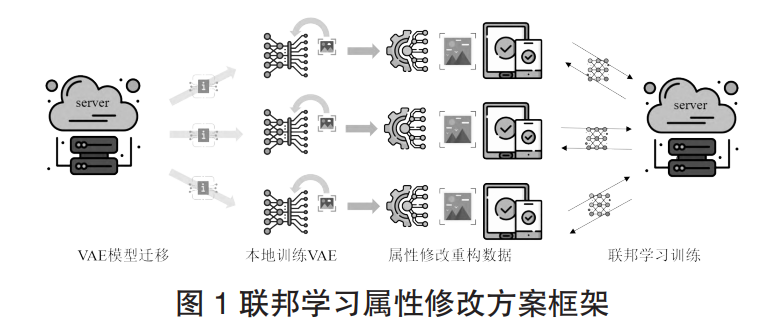 server
i
i
i
server
VAE模型迁移
本地训练VAE
属性修改重构数据
联邦学习训练
图 1 联邦学习属性修改方案框架